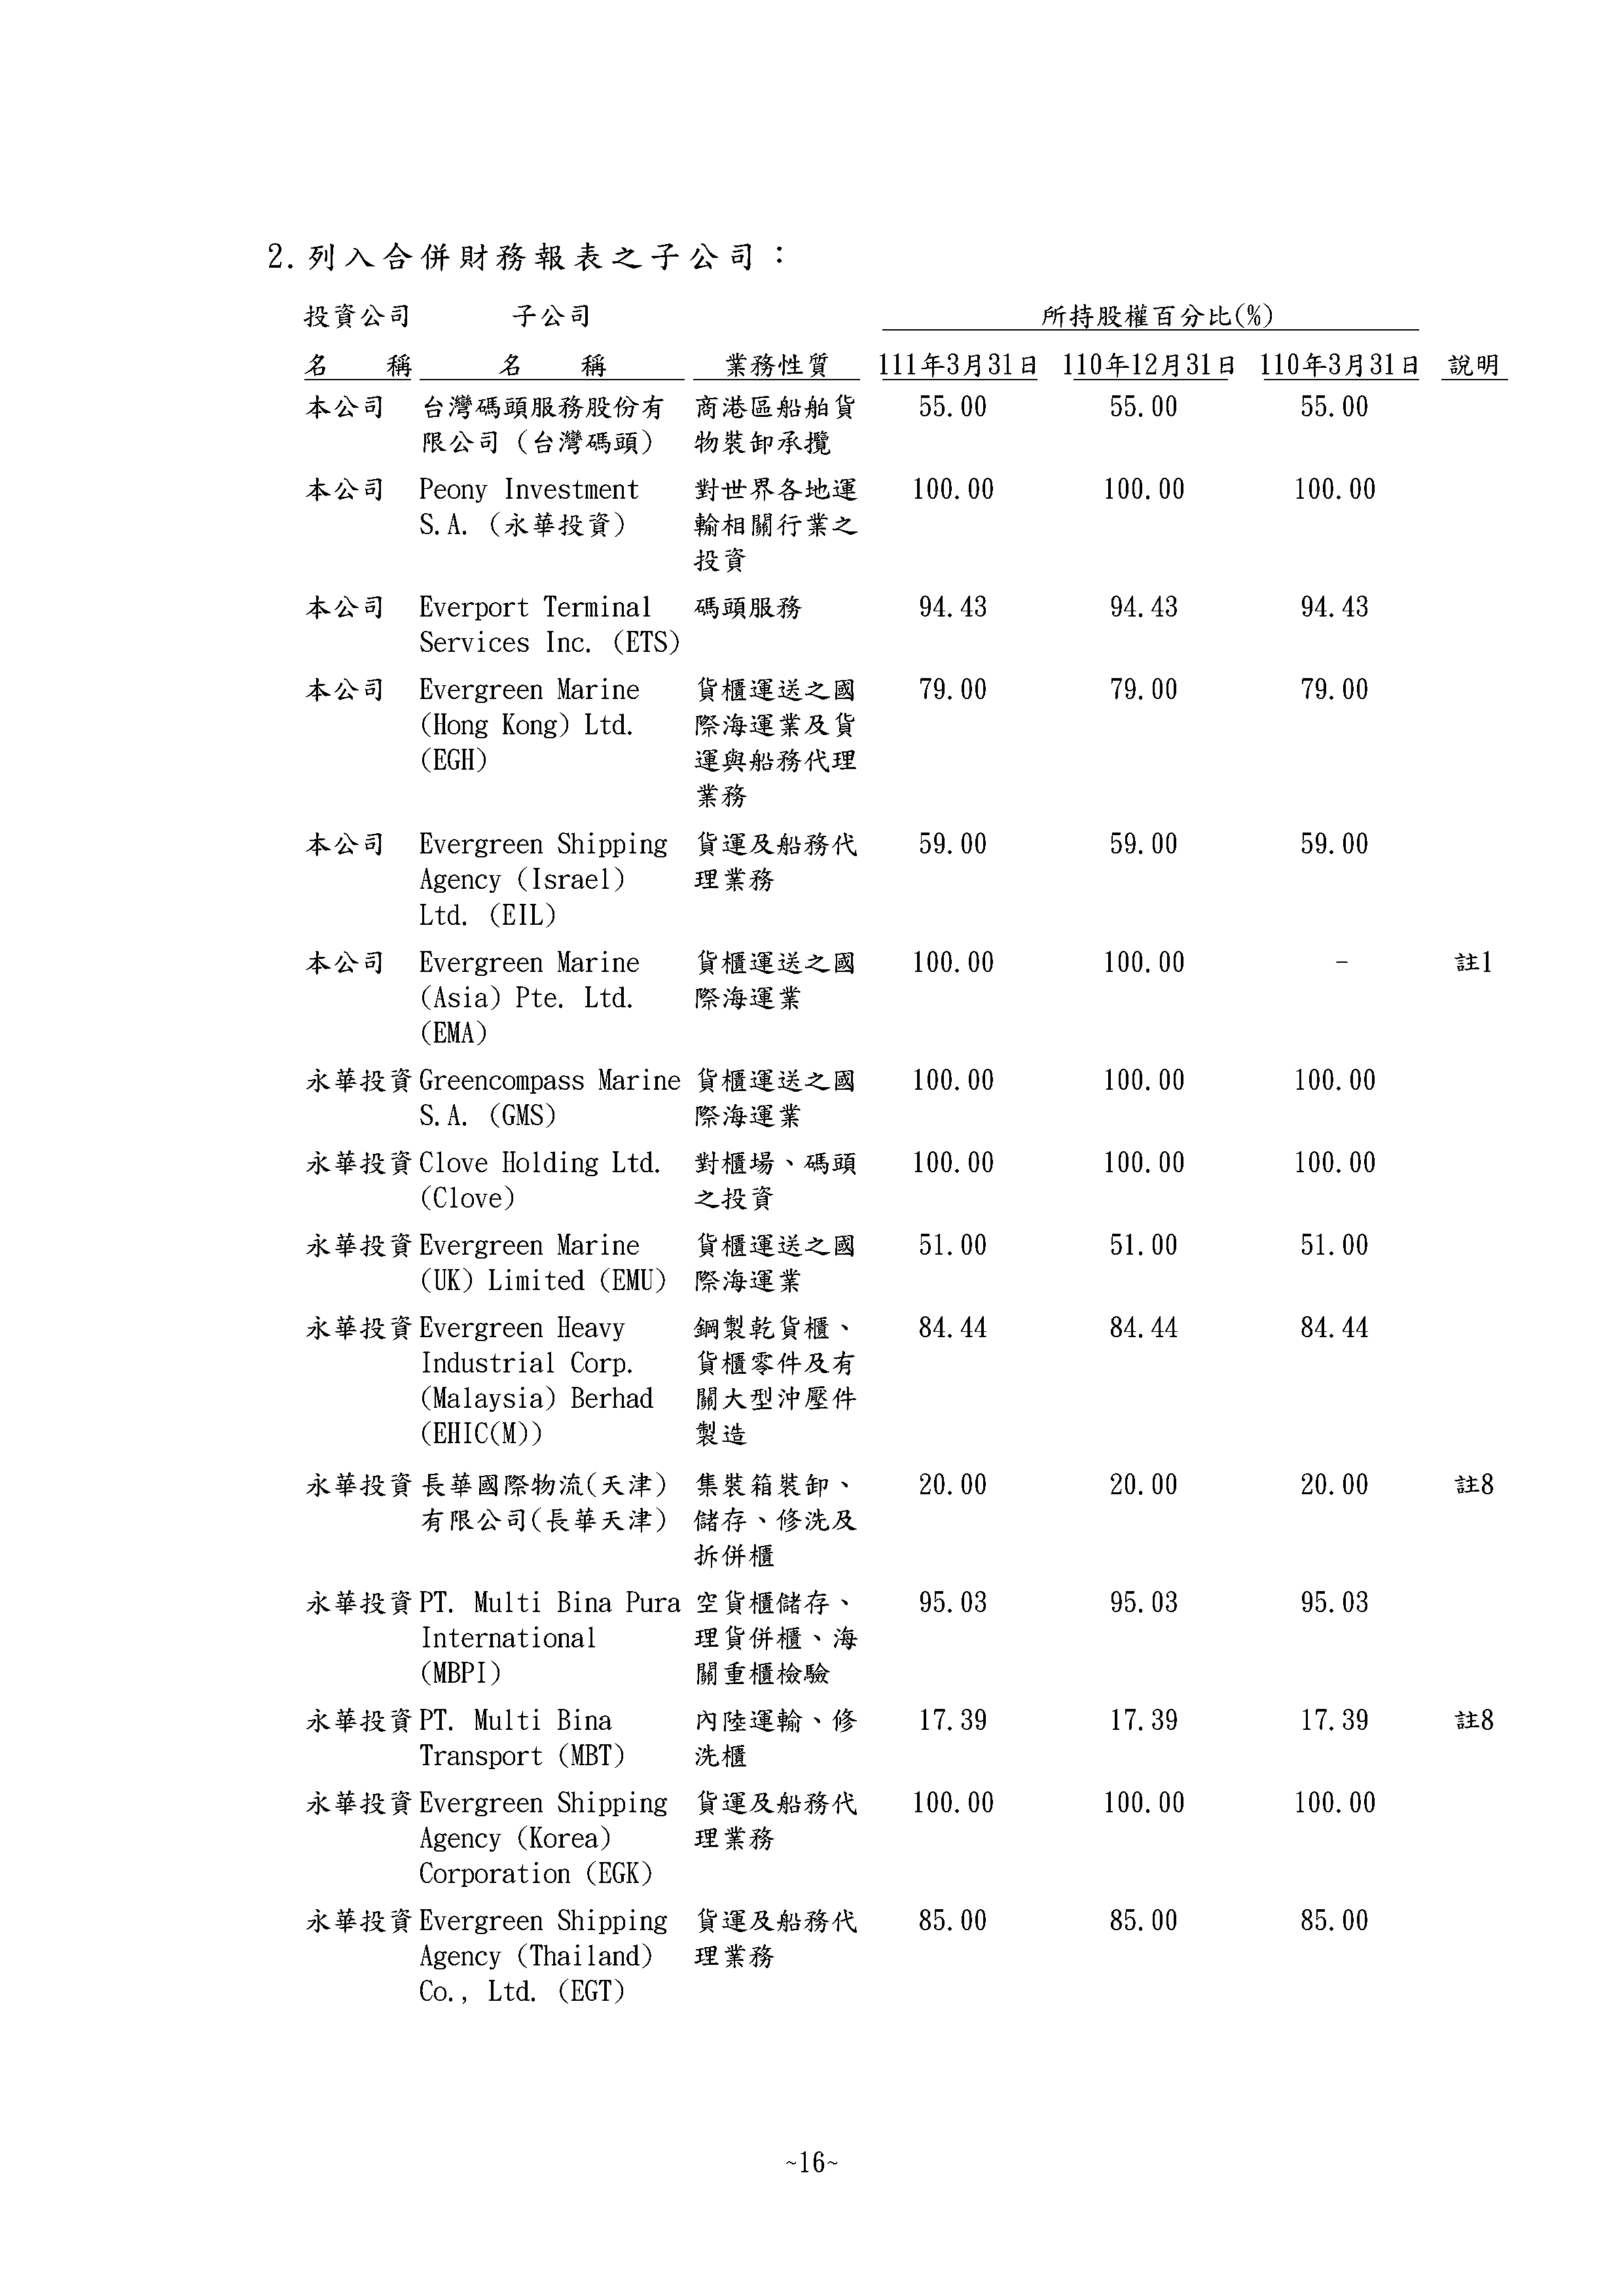 2.列入合併財務報表之子公司：
投資公司 子公司 所持股權百分比(%)
名 稱 名 稱 業務性質 111年3月31日 110年12月31日 110年3月31日 說明
本公司 台灣碼頭服務股份有 商港區船舶貨 55.00 55.00 55.00
限公司 (台灣碼頭) 物裝卸承攬
本公司 Peony Investment 對世界各地運 100.00 100.00 100.00
S.A. (永華投資) 輸相關行業之
投資
本公司 Everport Terminal 碼頭服務 94.43 94.43 94.43
Services Inc. (ETS)
本公司 Evergreen Marine 貨櫃運送之國 79.00 79.00 79.00
(Hong Kong) Ltd. 際海運業及貨
(EGH) 運與船務代理
業務
本公司 Evergreen Shipping 貨運及船務代 59.00 59.00 59.00
Agency (Israel) 理業務
Ltd. (EIL)
本公司 Evergreen Marine 貨櫃運送之國 100.00 100.00 - 註1
(Asia) Pte. Ltd. 際海運業
(EMA)
永華投資 Greencompass Marine 貨櫃運送之國 100.00 100.00 100.00
S.A. (GMS) 際海運業
永華投資 Clove Holding Ltd. 對櫃場、碼頭 100.00 100.00 100.00
(Clove) 之投資
永華投資 Evergreen Marine 貨櫃運送之國 51.00 51.00 51.00
(UK) Limited (EMU) 際海運業
永華投資 Evergreen Heavy 鋼製乾貨櫃、 84.44 84.44 84.44
Industrial Corp. 貨櫃零件及有
(Malaysia) Berhad 關大型沖壓件
(EHIC(M)) 製造
永華投資 長華國際物流(天津) 集裝箱裝卸、 20.00 20.00 20.00 註8
有限公司(長華天津) 儲存、修洗及
拆併櫃
永華投資 PT. Multi Bina Pura 空貨櫃儲存、 95.03 95.03 95.03
International 理貨併櫃、海
(MBPI) 關重櫃檢驗
永華投資 PT. Multi Bina 內陸運輸、修 17.39 17.39 17.39 註8
Transport (MBT) 洗櫃
永華投資 Evergreen Shipping 貨運及船務代 100.00 100.00 100.00
Agency (Korea) 理業務
Corporation (EGK)
永華投資 Evergreen Shipping 貨運及船務代 85.00 85.00 85.00
Agency (Thailand) 理業務
Co., Ltd. (EGT)
~16~